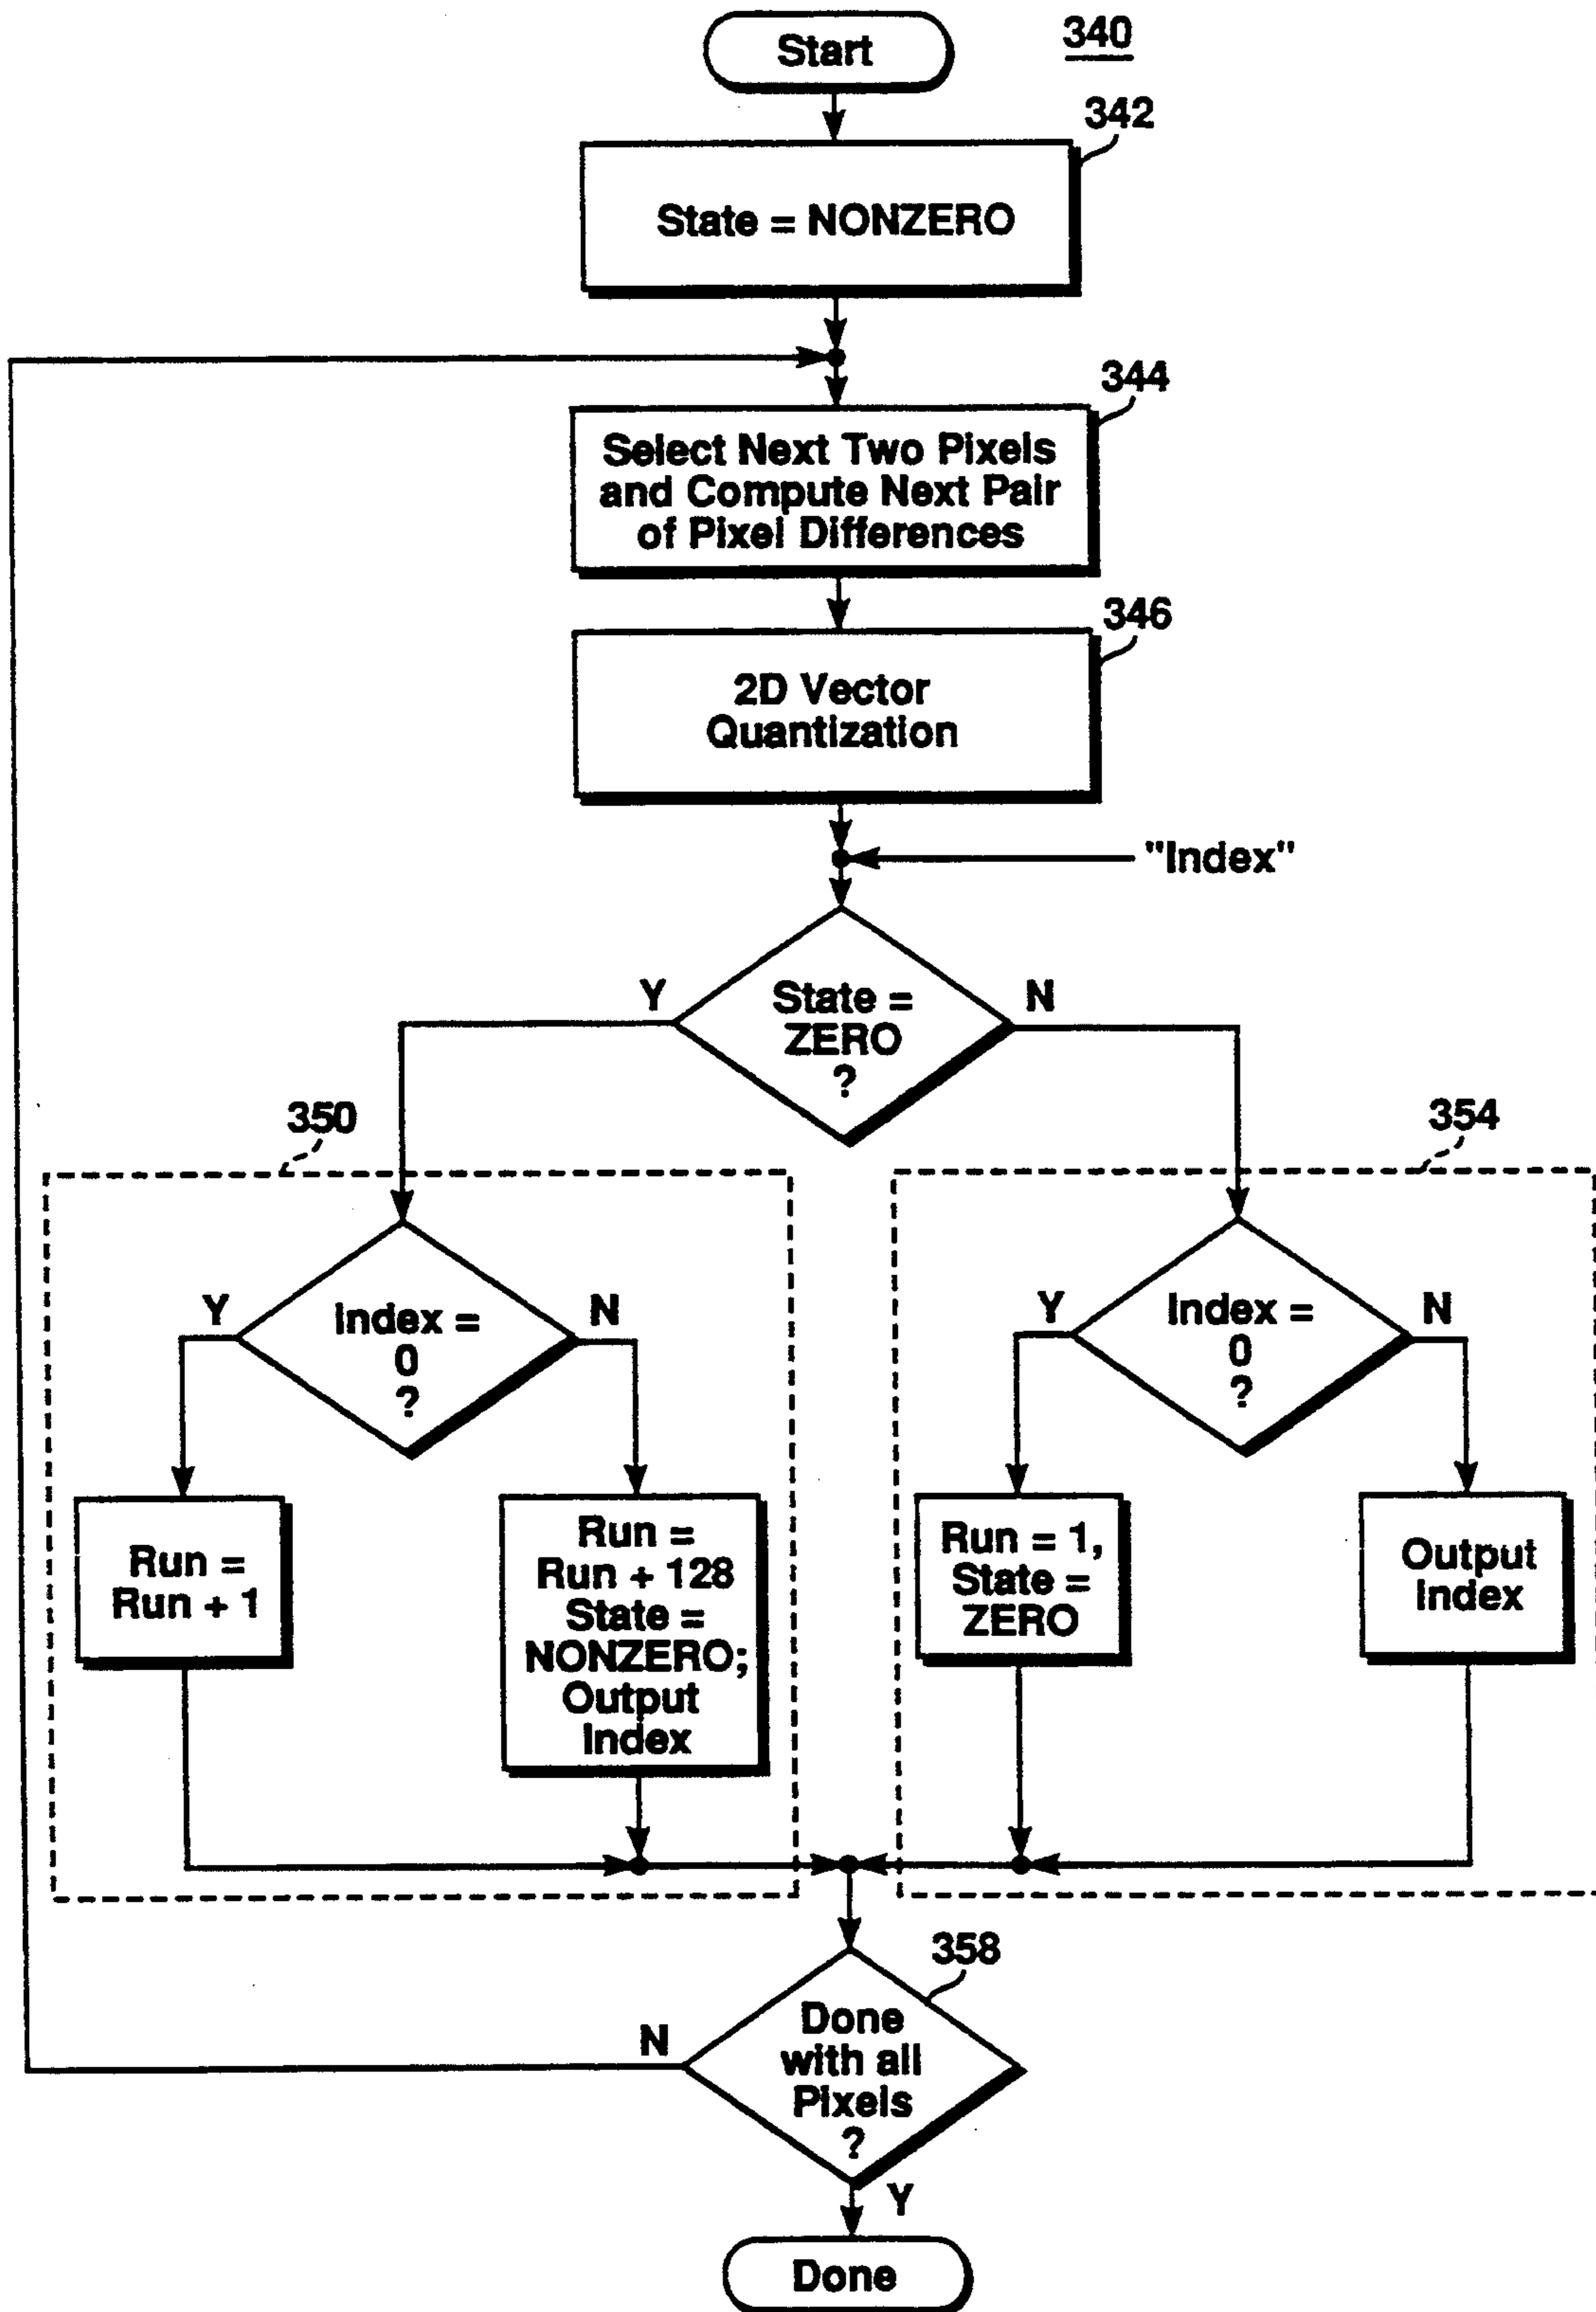 Start
340
342
State = NONZERO
344
Select Next Two Pixels
and Compute Next Pair
of Pixel Differences
346
2D Vector
Quantization
"Index"
Y
State =
ZERO
?
N
350
354
Y
Index =
0
?
N
Y
Index =
0
?
N
Run =
Run + 1
Run =
Run + 128
State =
NONZERO;
Output
Index
Run = 1,
State =
ZERO
Output
Index
358
N
Done
with all
Pixels
?
Y
Done